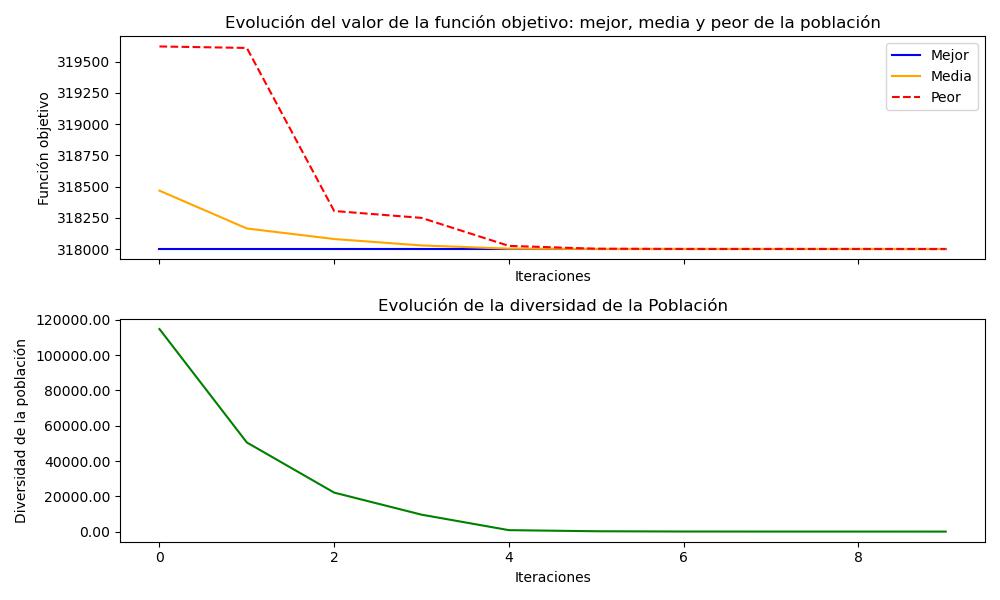 Evolución del valor de la función objetivo: mejor, media y peor de la población
Función objetivo
319500
319250
319000
318750
318500
318250
318000
Mejor
Media
Peor
Iteraciones
Evolución de la diversidad de la Población
Diversidad de la población
120000.00
100000.00
80000.00
60000.00
40000.00
20000.00
0.00
0 2 4 6 8
Iteraciones